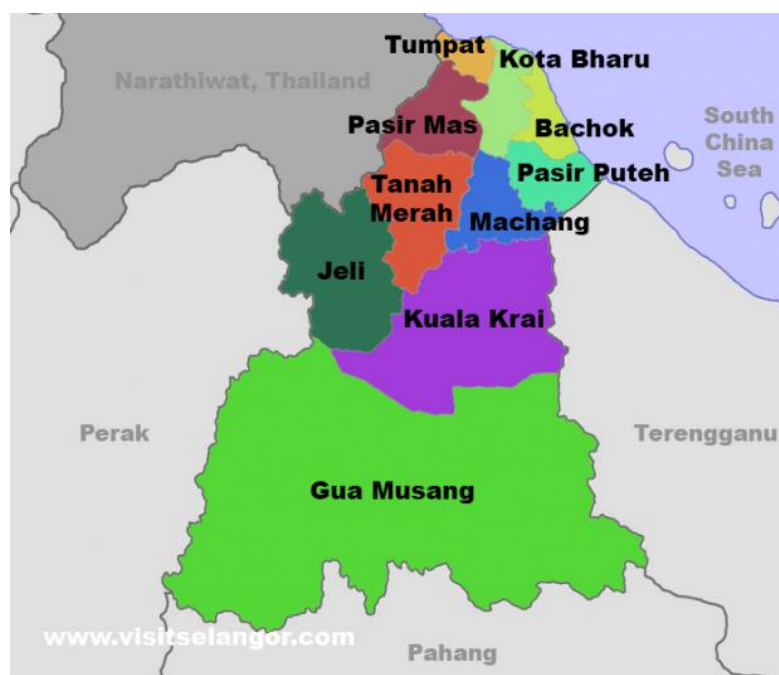 Tumpat
Kota Bharu
Narathiwat, Thailand
South
China
Sea
Pasir Mas
Bachok
Pasir Puteh
Tanah
Merah
Machang
Jeli
Kuala Krai
Perak
Terengganu
Gua Musang
www.visitselangor.com
Pahang